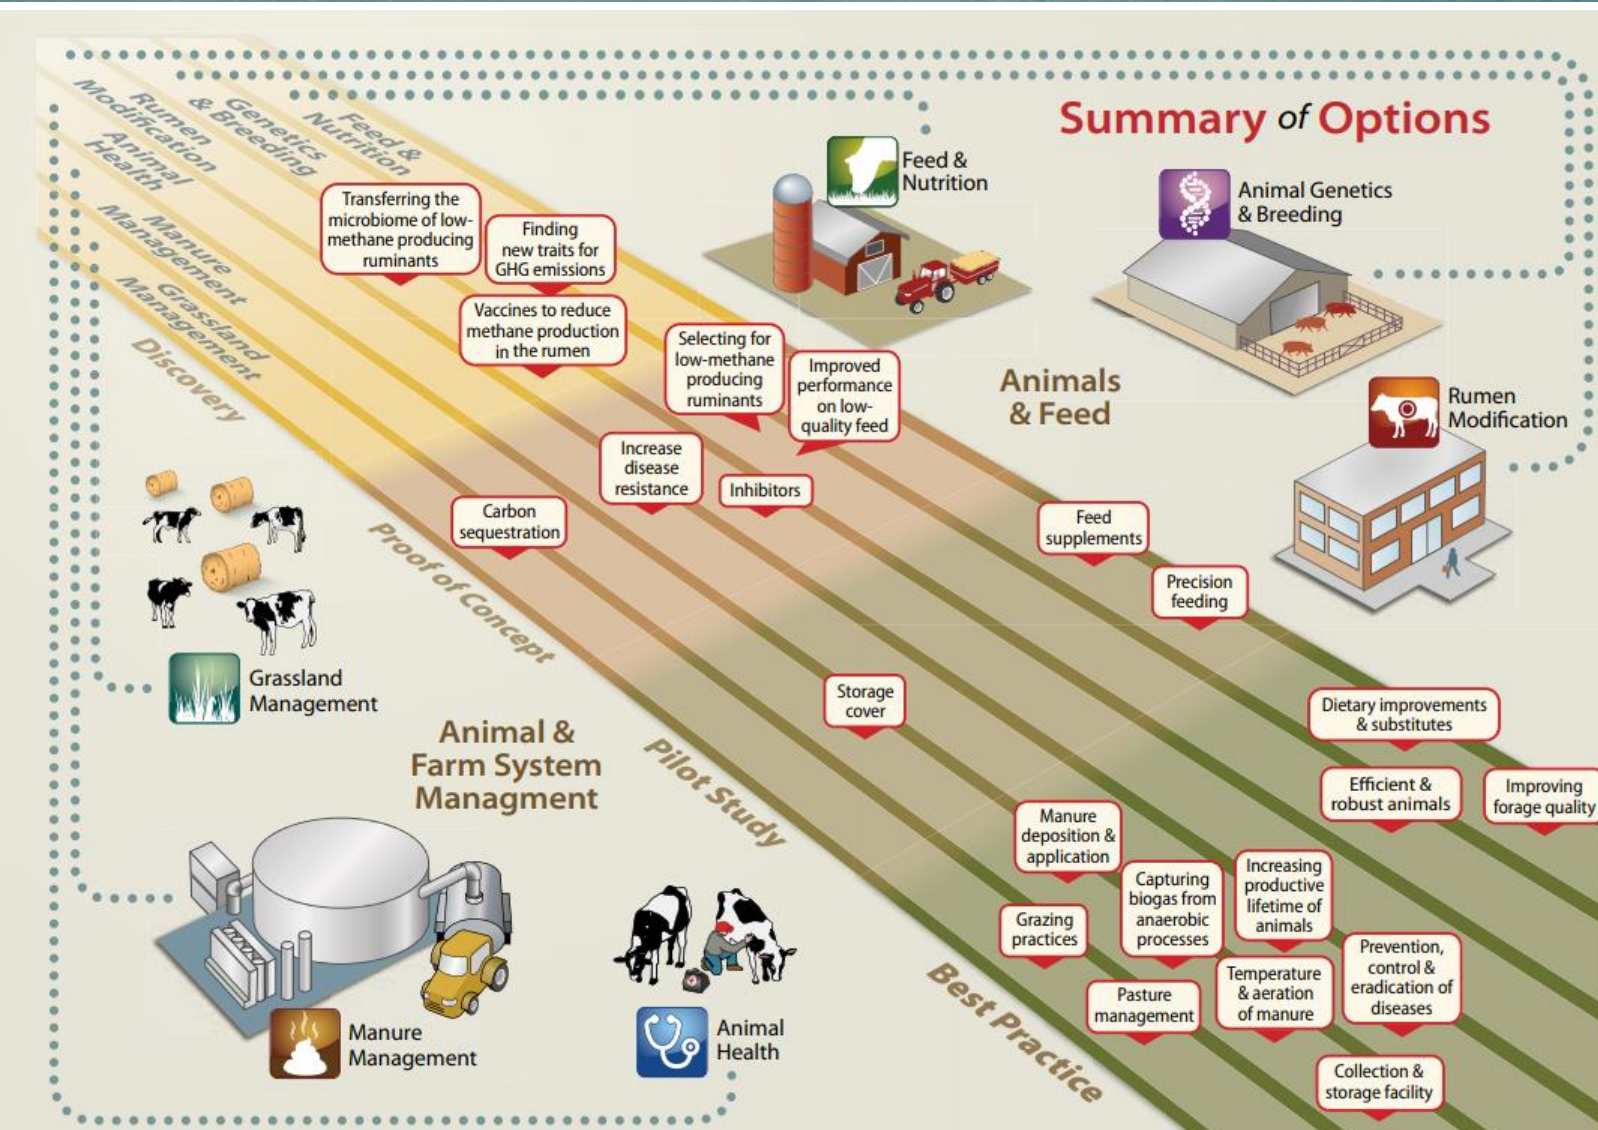 Summary of Options
Feed &
Nutrition
Genetics
& Breeding
Rumen
Modification
Animal
Health
Manure
Management
Grassland
Management
Discovery
Transferring the
microbiome of low-
methane producing
ruminants
Finding
new traits for
GHG emissions
Vaccines to reduce
methane production
in the rumen
Feed &
Nutrition
Animal Genetics
& Breeding
Selecting for
low-methane
producing
ruminants
Improved
performance
on low-
quality feed
Animals
& Feed
Rumen
Modification
Increase
disease
resistance
Inhibitors
Carbon
sequestration
Proof of Concept
Feed
supplements
Precision
feeding
Grassland
Management
Storage
cover
Animal &
Farm System
Managment
Pilot Study
Dietary improvements
& substitutes
Efficient &
robust animals
Improving
forage quality
Manure
deposition &
application
Capturing
biogas from
anaerobic
processes
Increasing
productive
lifetime of
animals
Grazing
practices
Prevention,
control &
eradication of
diseases
Temperature
& aeration
of manure
Pasture
management
Best Practice
Collection &
storage facility
Manure
Management
Animal
Health